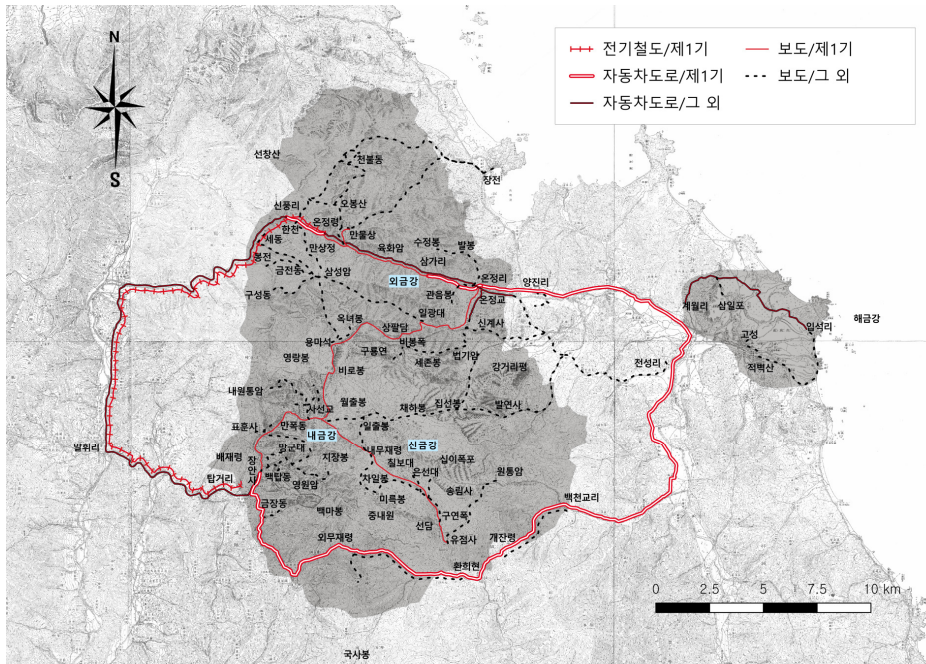 N
S
전기철도/제1기
보도/제1기
자동차도로/제1기
보도/그 외
자동차도로/그 외
선창산
천불동
장전
신풍리
오봉산
온정령
한천
만물상
세동
만상정
육화암
수정봉
발봉
봉전
삼가리
금전동
삼성암
외금강
온정리
양진리
구성동
관음봉
온정교
계월리
삼일포
해금강
일광대
입석리
옥녀봉
상팔담
신계사
고성
용마석
비봉폭
구룡연
영랑봉
세존봉
법기암
전성리
적벽산
비로봉
강거라평
내원통암
월출봉
채하봉
집선봉
발연사
사선교
표훈사
만폭동
일출봉
내금강
신금강
말휘리
배재령
망군대
내무재령
장안사
지장봉
칠보대
십이폭포
탑거리
백탑동
차일봉
은선대
원통암
영원암
송림사
금장동
미륵봉
백마봉
중내원
선담
구연폭
백천교리
외무재령
유점사
개잔령
환희현
0 2.5 5 7.5 10 km
국사봉